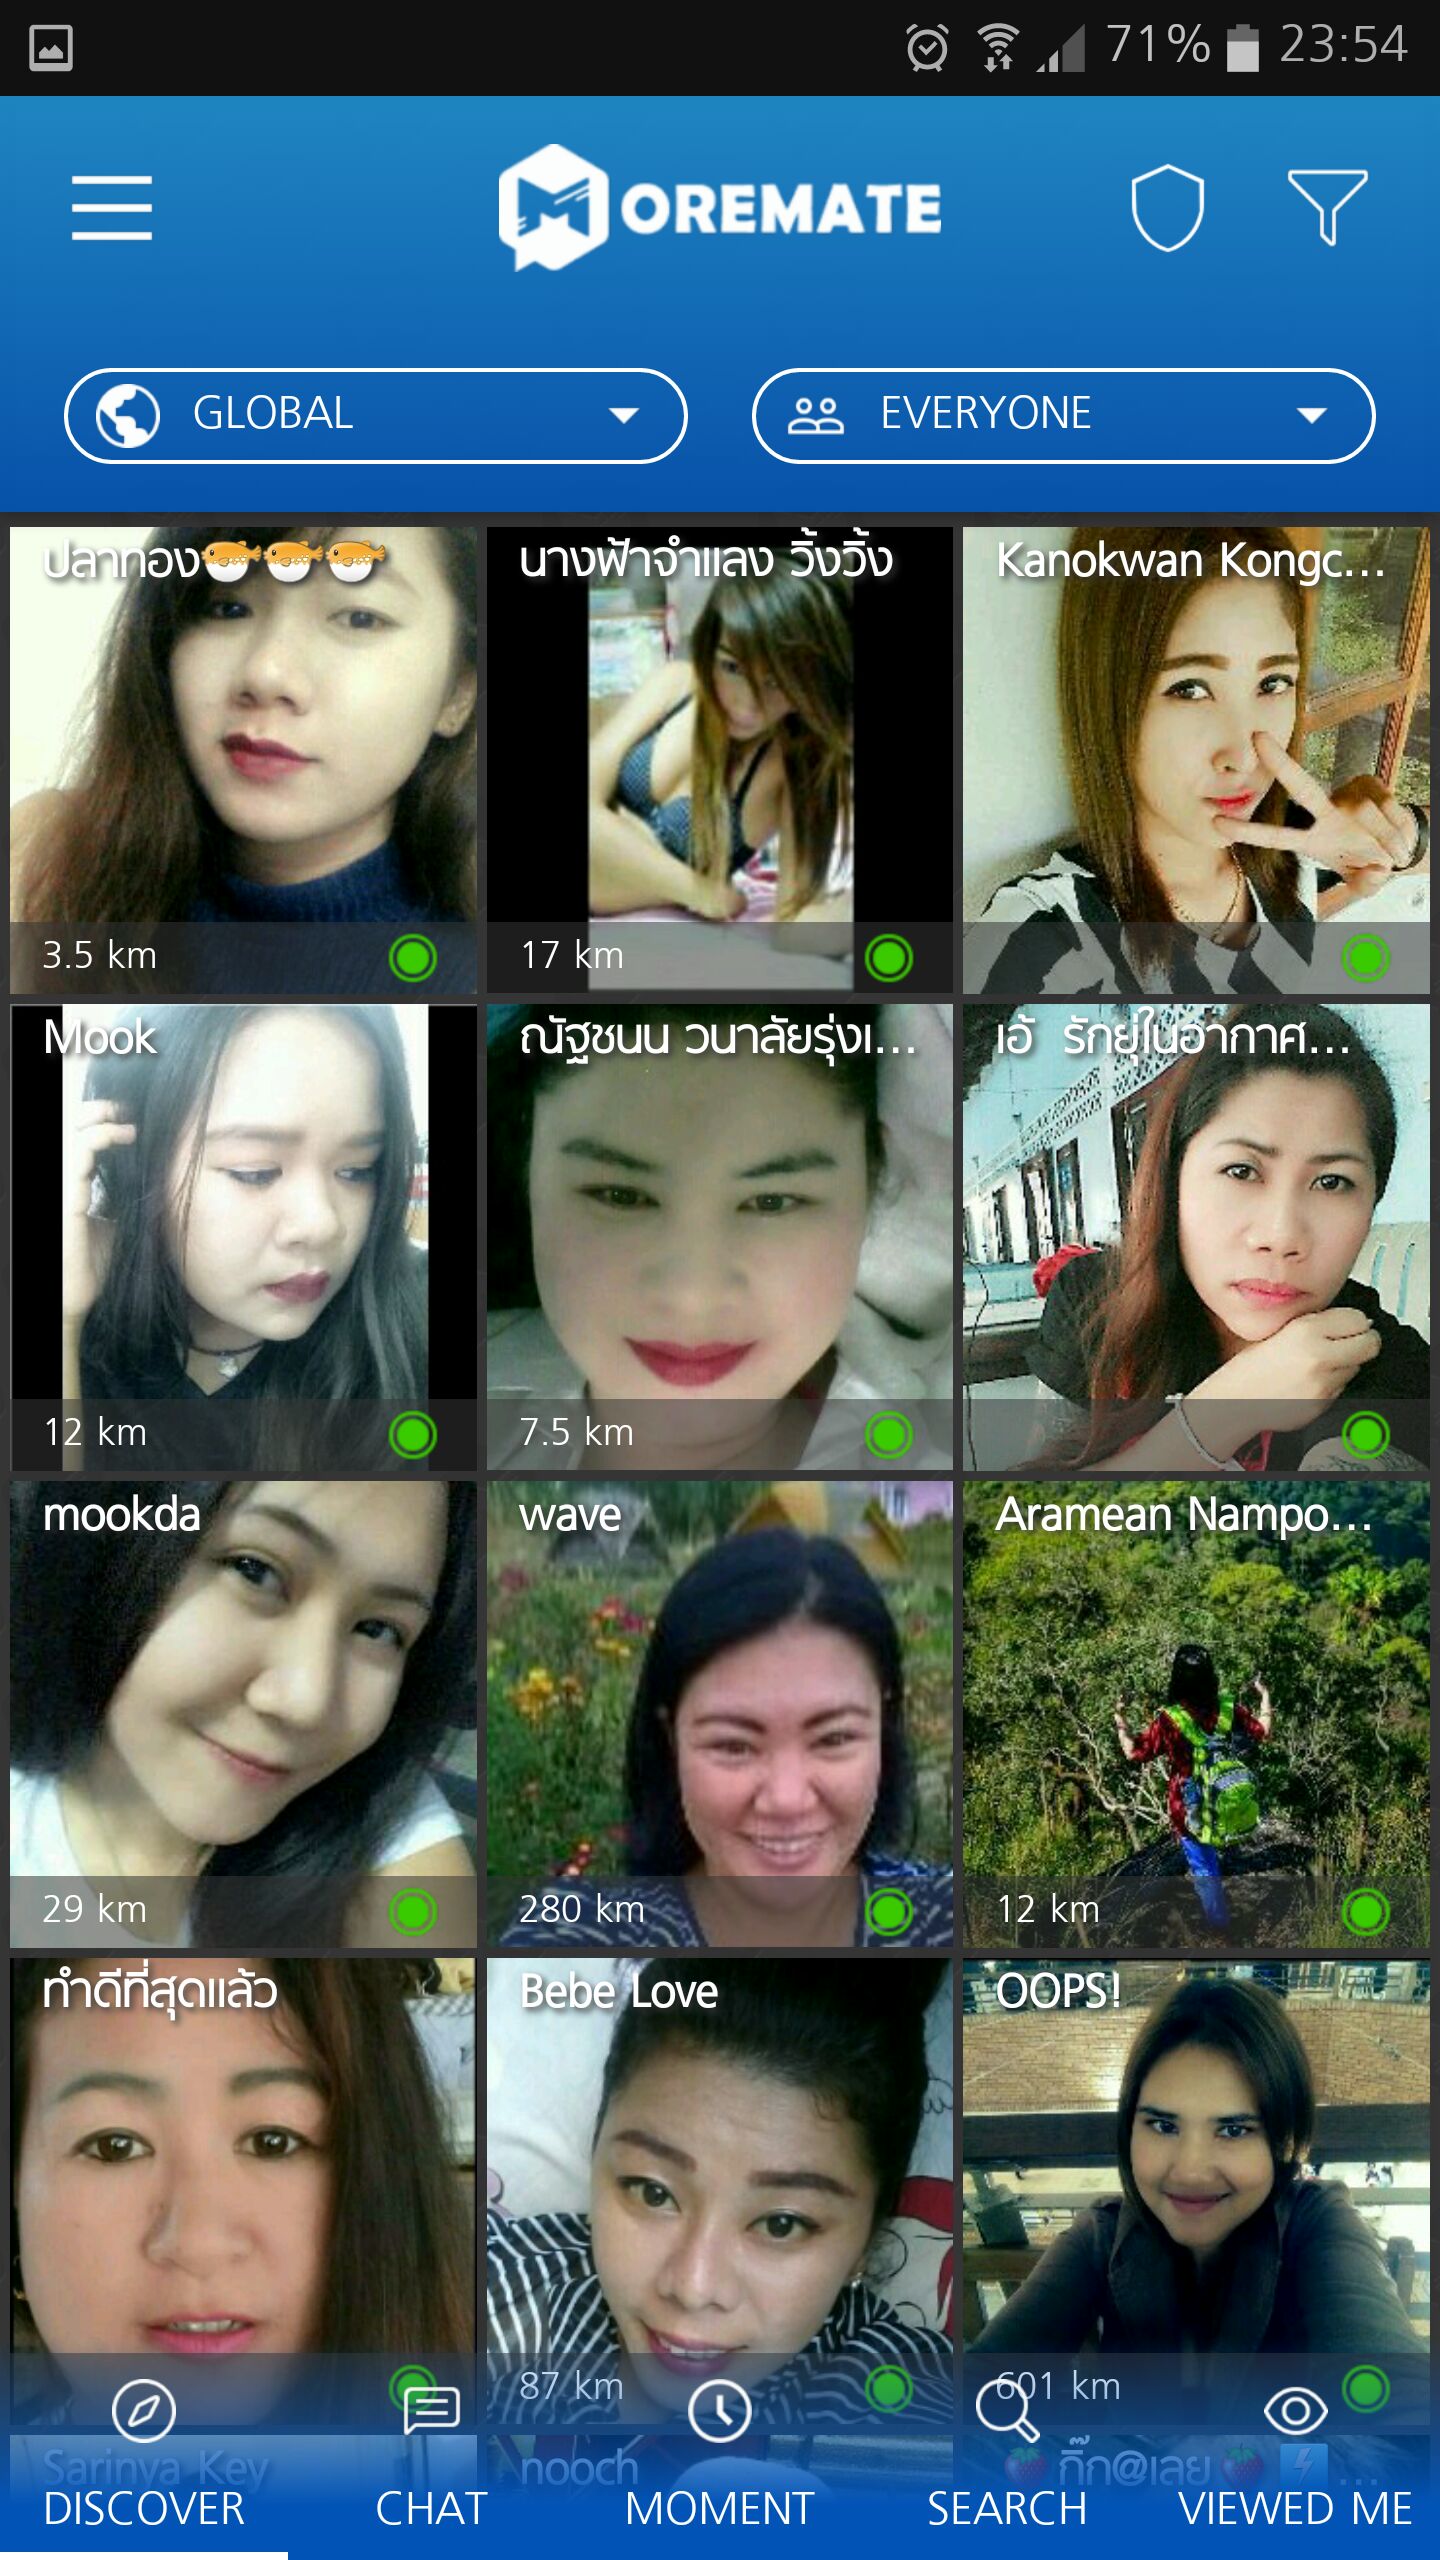 71% 23:54
MOREMATE
GLOBAL
EVERYONE
ปลาทอง🐡🐡🐡
นางฟ้าจำแลง วิ้งวิ้ง
Kanokwan Kongc...
3.5 km
17 km
Mook
ณัฐชนน วนาลัยรุ่งเ...
เอ้ รักยุ่ในอากาศ...
12 km
7.5 km
mookda
wave
Aramean Nampo...
29 km
280 km
12 km
ทำดีที่สุดแล้ว
Bebe Love
OOPS!
87 km
601 km
Sarinya Key
nooch
🍓กิ๊ก@เลย🍓⚡...
DISCOVER
CHAT
MOMENT
SEARCH
VIEWED ME